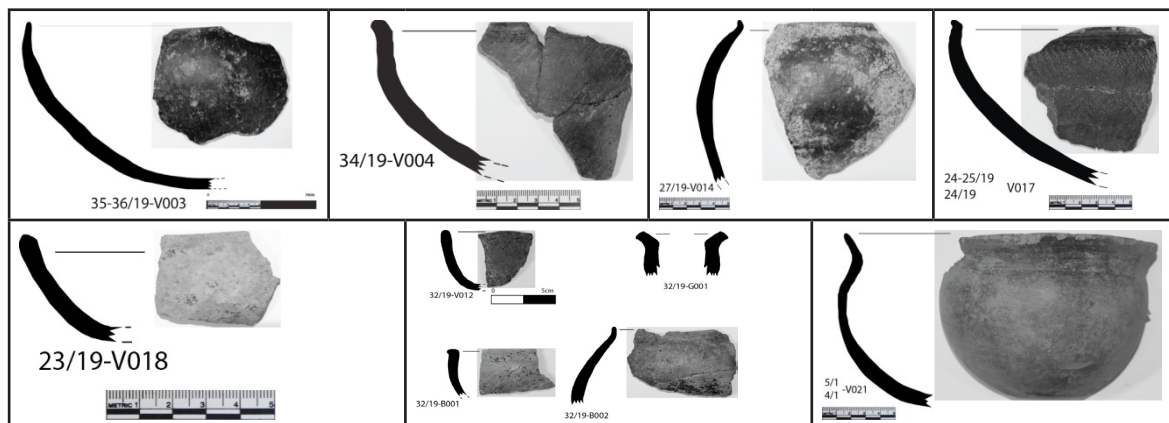 35-36/19-V003
34/19-V004
27/19-V014
24-25/19
24/19
V017
23/19-V018
METRIC 1 2 3 4 5
32/19-V012
0 5cm
32/19-G001
32/19-B001
32/19-B002
5/1
4/1
-V021